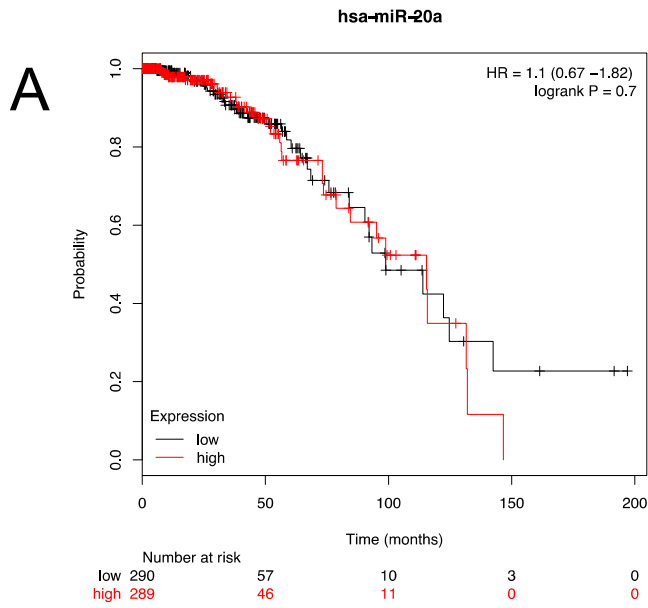 hsa-miR-20a
A
HR = 1.1 (0.67 −1.82)
logrank P = 0.7
Probability
1.0
0.8
0.6
0.4
0.2
0.0
Expression
low
high
0 50 100 150 200
Time (months)
Number at risk
low 290 57 10 3 0
high 289 46 11 0 0